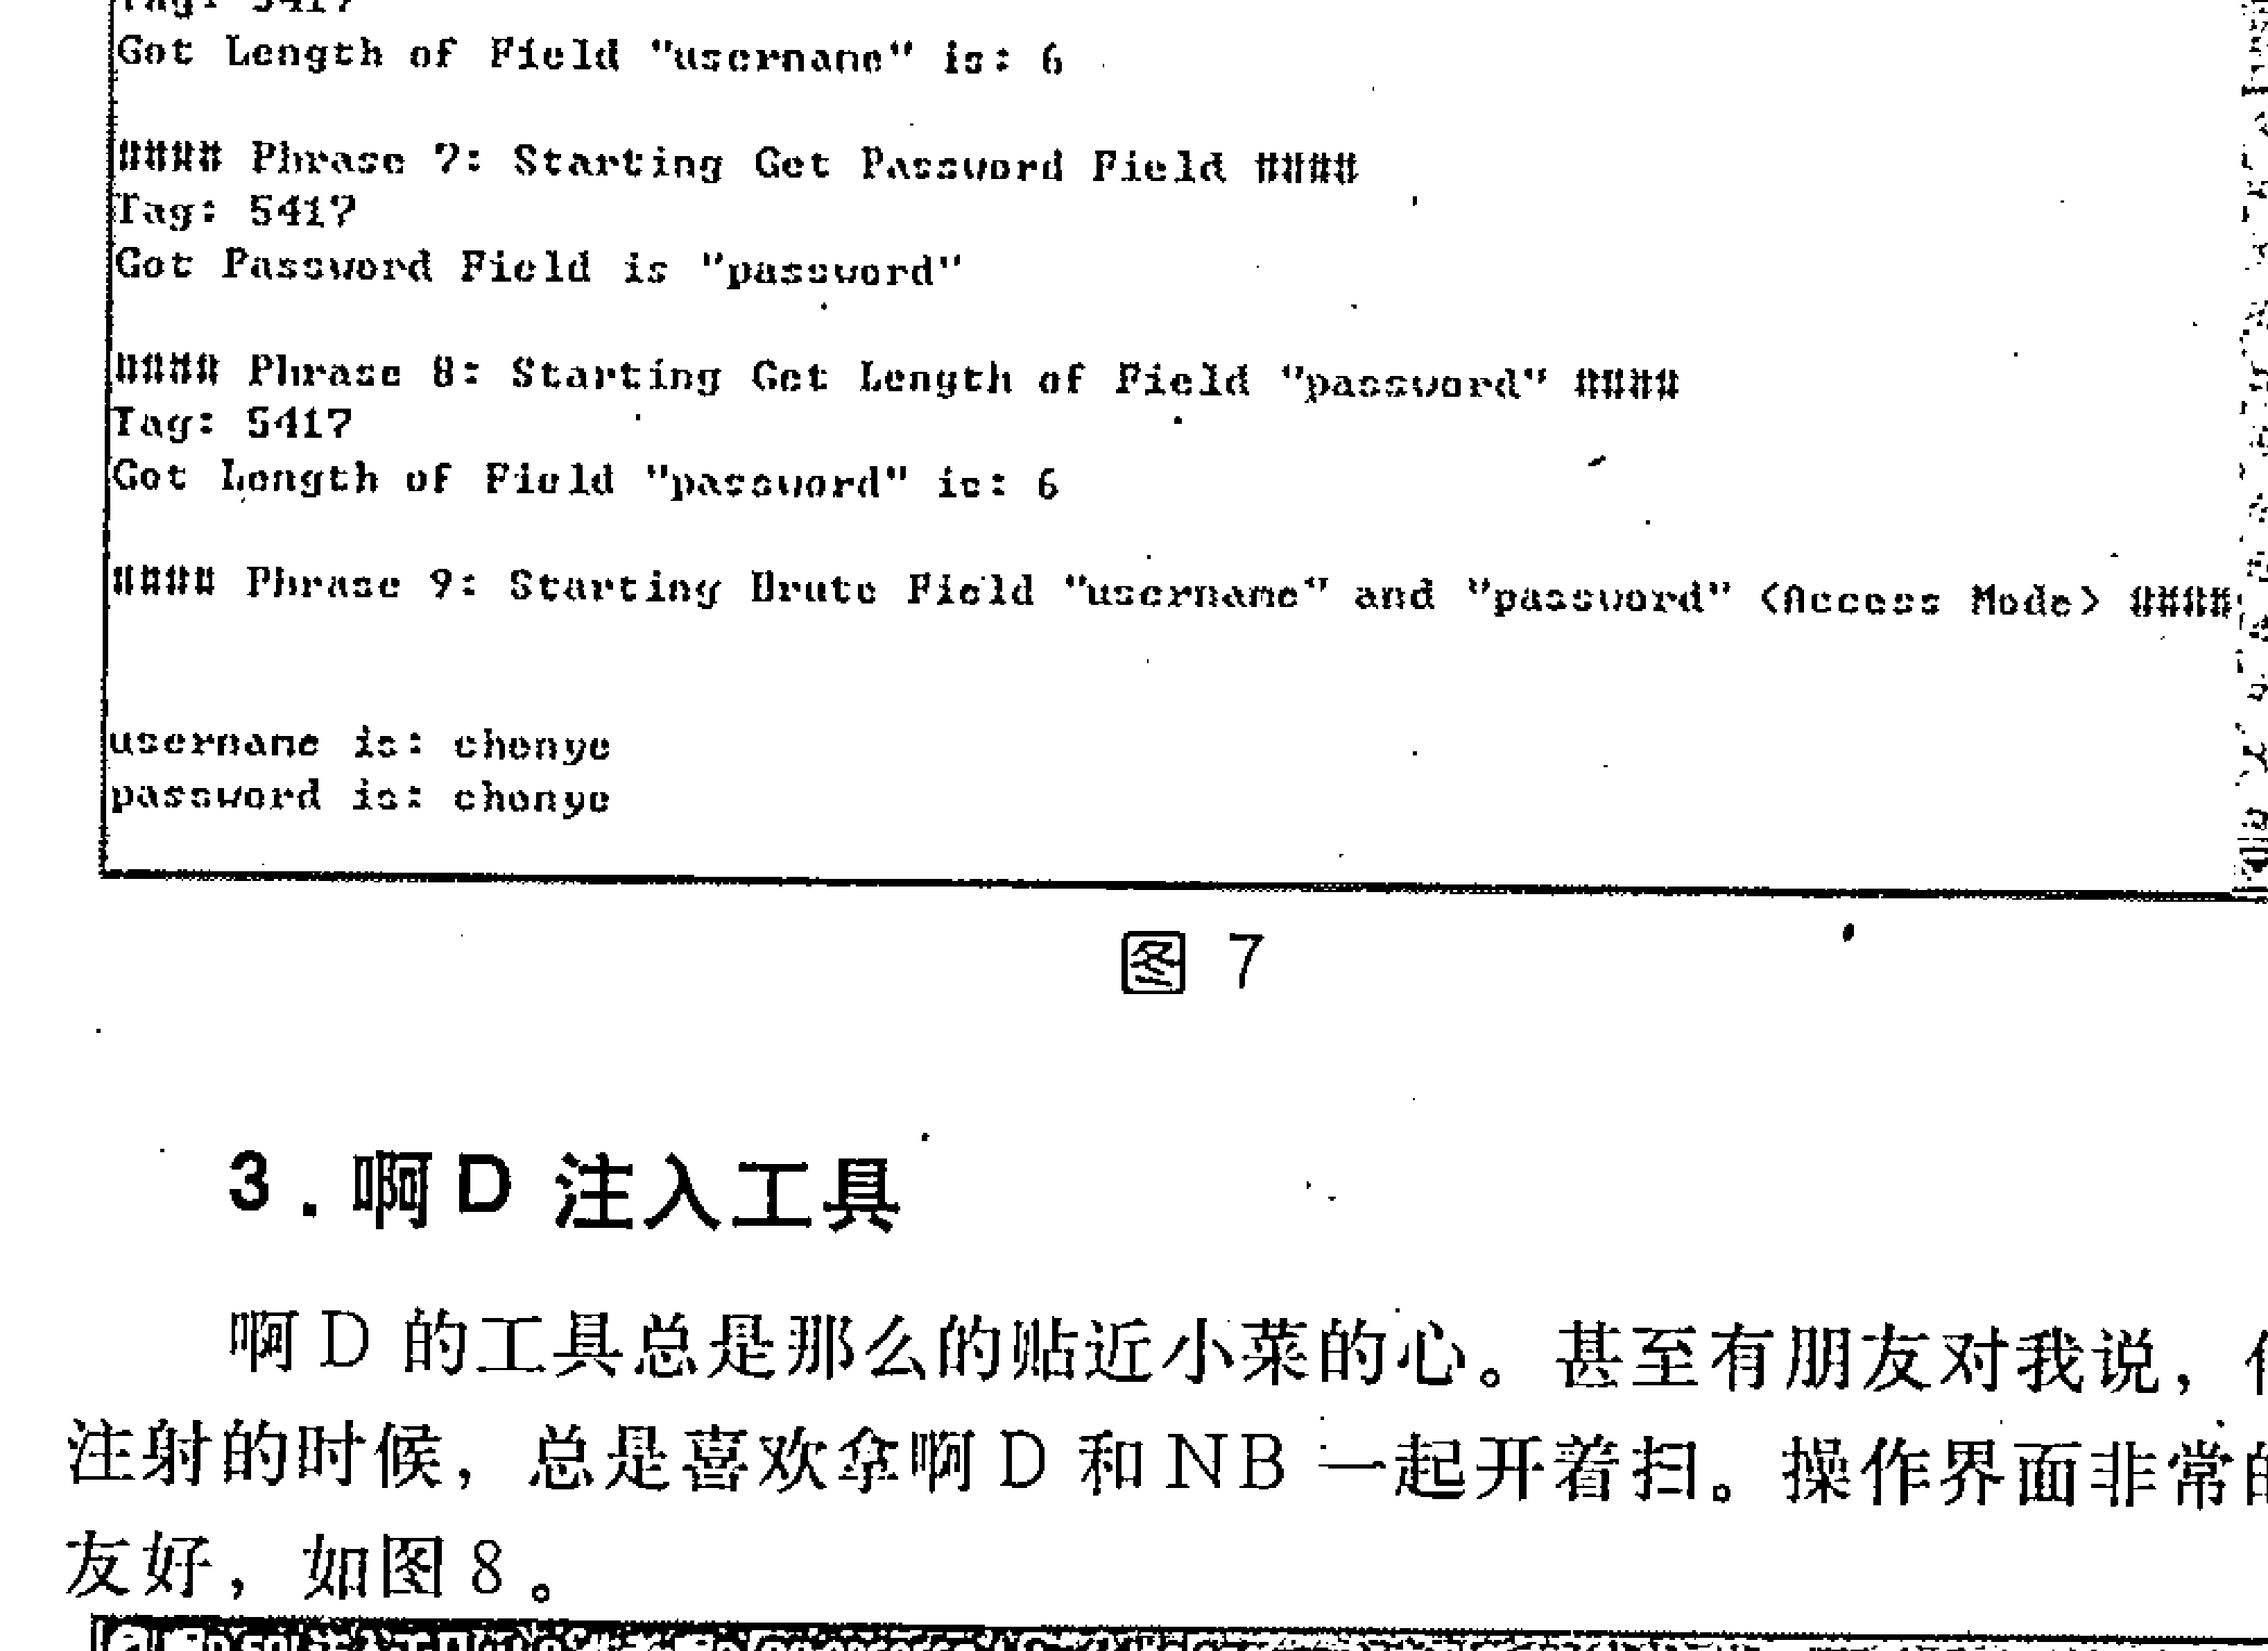 Tag: 5417
Got Length of Field "username" is: 6
#### Phrase 7: Starting Get Password Field ####
Tag: 5417
Got Password Field is "password"
#### Phrase 8: Starting Get Length of Field "password" ####
Tag: 5417
Got Length of Field "password" is: 6
#### Phrase 9: Starting Brute Field "username" and "password" <Access Mode> ####
username is: chenye
password is: chenye
图 7
3．啊D 注入工具
啊D 的工具总是那么的贴近小菜的心。甚至有朋友对我说，
注射的时候，总是喜欢拿啊D 和NB 一起开着扫。操作界面非常的
友好，如图8。